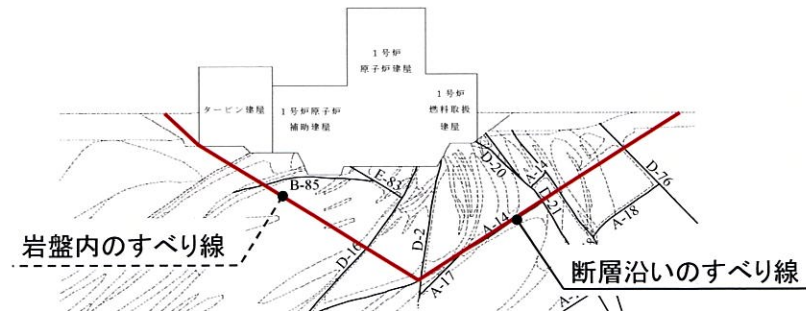 1号炉
原子炉建屋
タービン建屋
1号炉原子炉
補助建屋
1号炉
燃料取扱
建屋
B-85
F-83
D-16
D-2
A-17
A-14
D-20
D-21
A-18
D-76
岩盤内のすべり線
断層沿いのすべり線